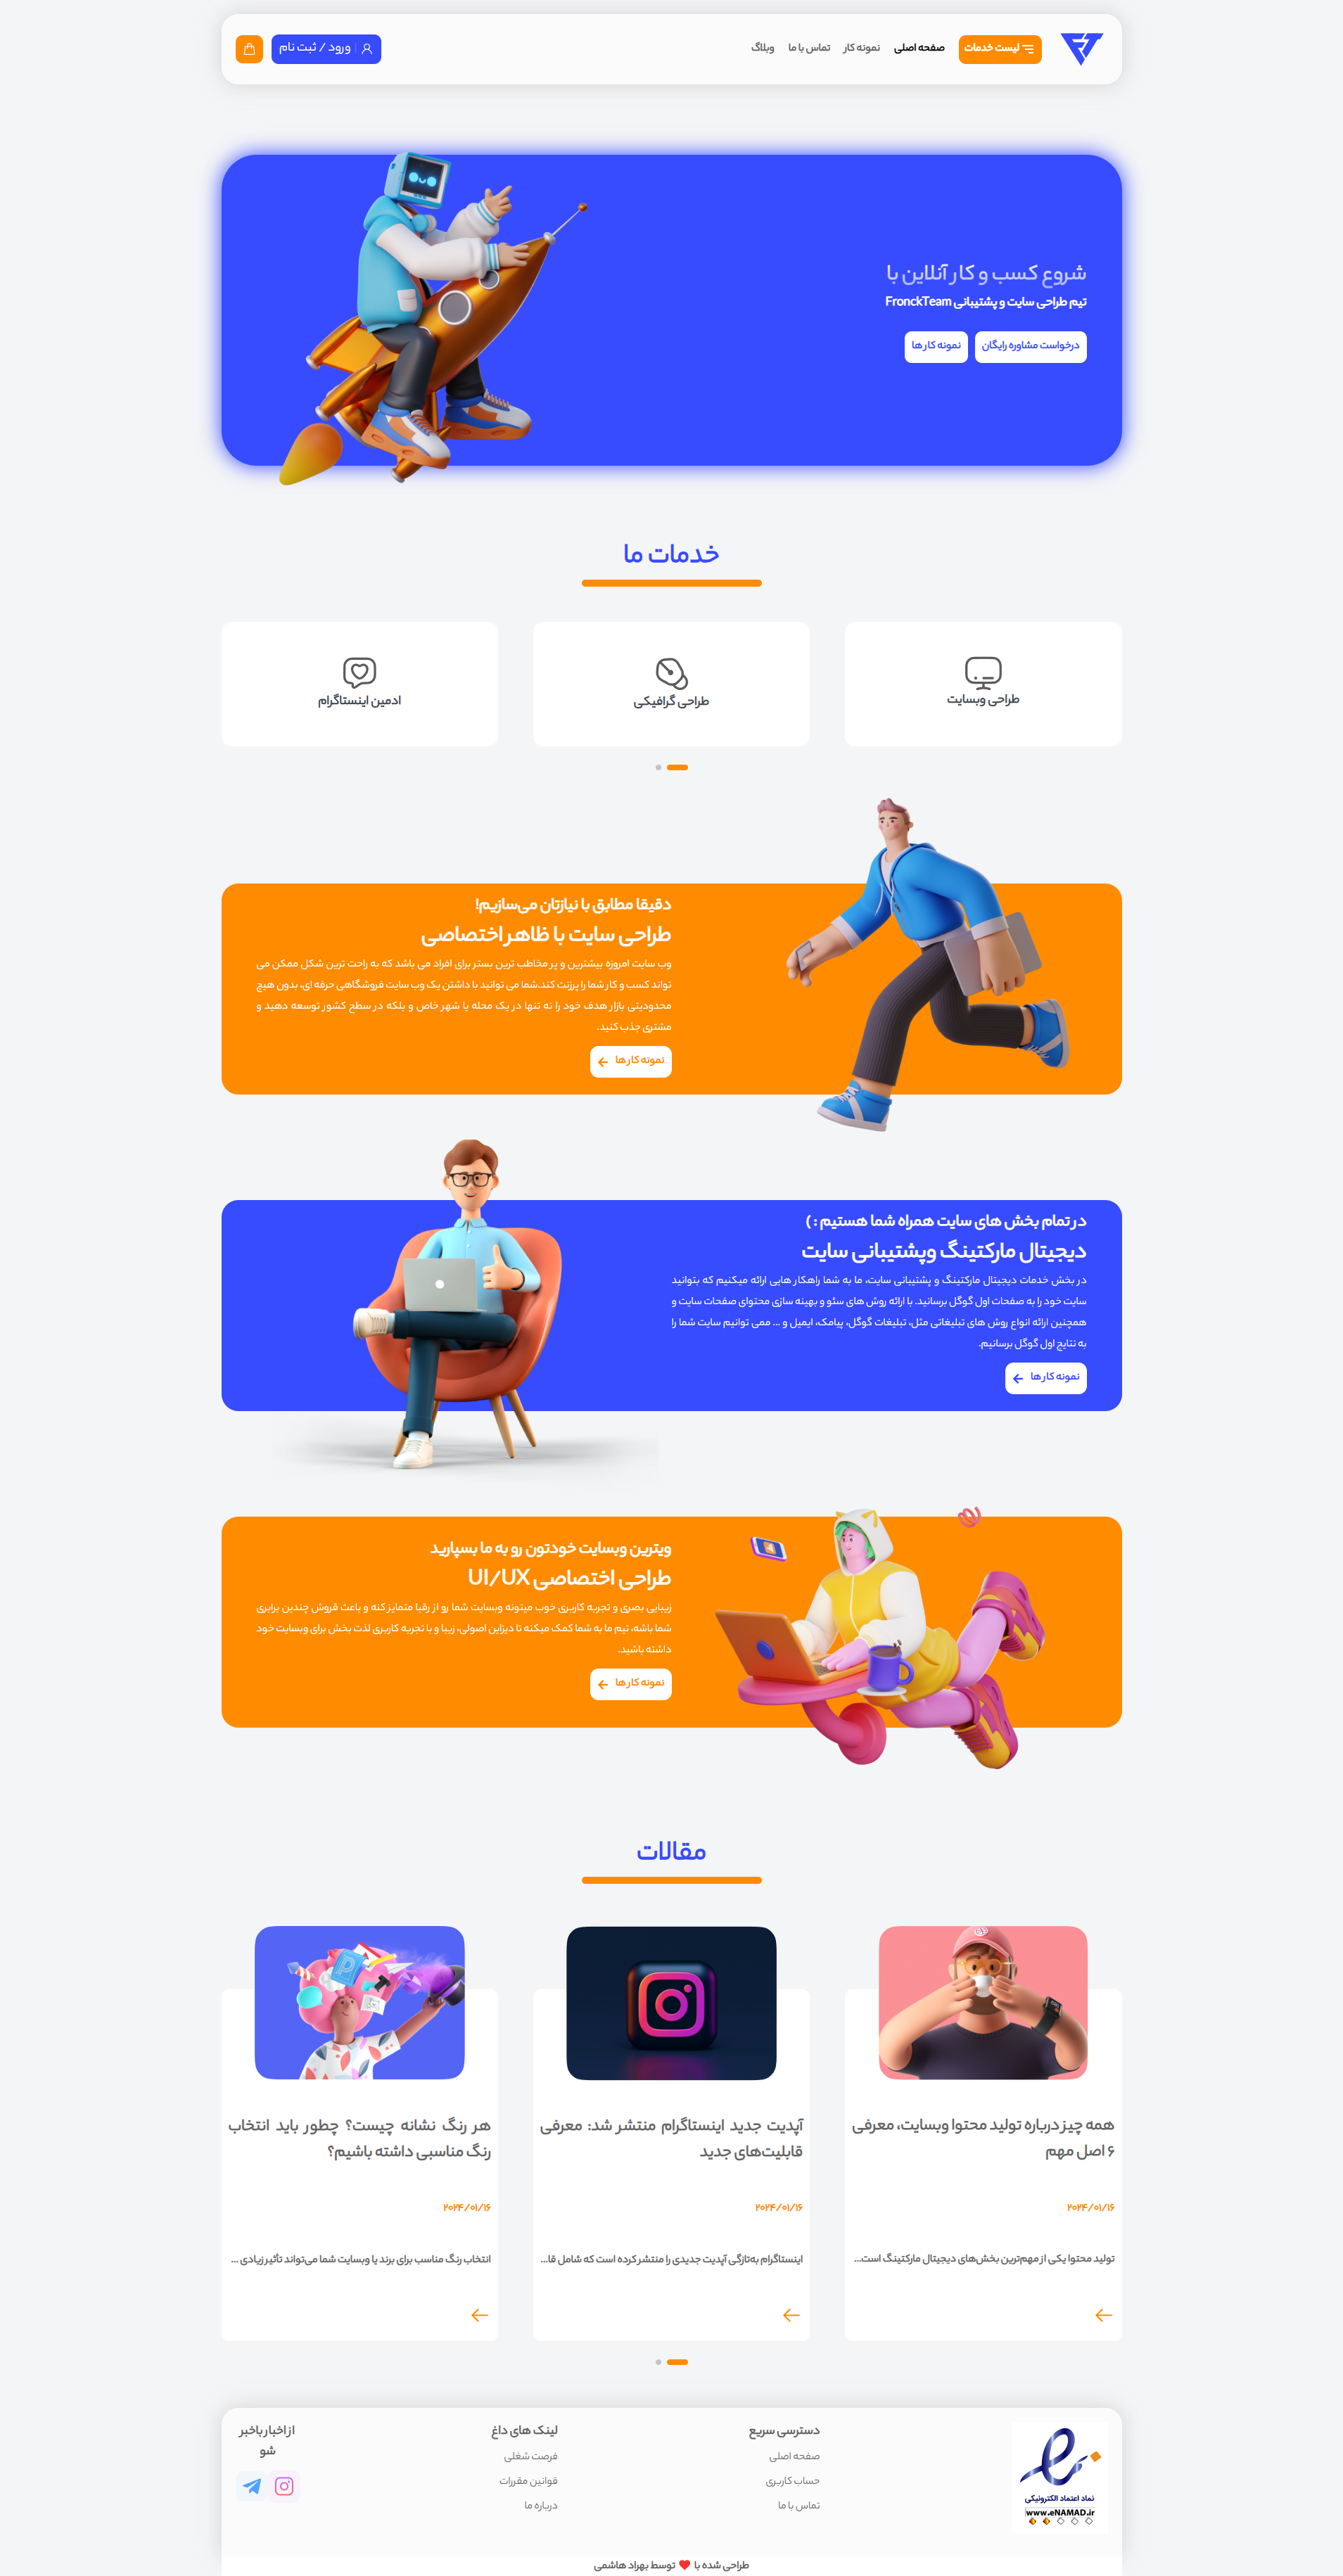 لیست خدمات
صفحه اصلی
نمونه کار
تماس با ما
وبلاگ
ورود / ثبت نام
شروع کسب و کار آنلاین با
تیم طراحی سایت و پشتیبانی FronckTeam
درخواست مشاوره رایگان
نمونه کار ها
خدمات ما
طراحی وبسایت
طراحی گرافیکی
ادمین اینستاگرام
دقیقا مطابق با نیازتان می‌سازیم!
طراحی سایت با ظاهر اختصاصی
وب سایت امروزه بیشترین و پر مخاطب ترین بستر برای افراد می باشد که به راحت ترین شکل ممکن می
تواند کسب و کار شما را پرزنت کند.شما می توانید با داشتن یک وب سایت فروشگاهی حرفه ای، بدون هیچ
محدودیتی بازار هدف خود را نه تنها در یک محله یا شهر خاص و بلکه در سطح کشور توسعه دهید و
مشتری جذب کنید.
نمونه کار ها
در تمام بخش های سایت همراه شما هستیم : )
دیجیتال مارکتینگ وپشتیبانی سایت
در بخش خدمات دیجیتال مارکتینگ و پشتیبانی سایت، ما به شما راهکار هایی ارائه میکنیم که بتوانید
سایت خود را به صفحات اول گوگل برسانید. با ارائه روش های سئو و بهینه سازی محتوای صفحات سایت و
همچنین ارائه انواع روش های تبلیغاتی مثل، تبلیغات گوگل، پیامک، ایمیل و ... ممی توانیم سایت شما را
به نتایج اول گوگل برسانیم.
نمونه کار ها
ویترین وبسایت خودتون رو به ما بسپارید
طراحی اختصاصی UI/UX
زیبایی بصری و تجربه کاربری خوب میتونه وبسایت شما رو از رقبا متمایز کنه و باعث فروش چندین برابری
شما باشه، تیم ما به شما کمک میکنه تا دیزاین اصولی، زیبا و با تجربه کاربری لذت بخش برای وبسایت خود
داشته باشید.
نمونه کار ها
مقالات
همه چیز درباره تولید محتوا وبسایت، معرفی
۶ اصل مهم
۲۰۲۴/۰۱/۱۶
تولید محتوا یکی از مهم‌ترین بخش‌های دیجیتال مارکتینگ است...
آپدیت جدید اینستاگرام منتشر شد: معرفی
قابلیت‌های جدید
۲۰۲۴/۰۱/۱۶
اینستاگرام به‌تازگی آپدیت جدیدی را منتشر کرده است که شامل قا...
هر رنگ نشانه چیست؟ چطور باید انتخاب
رنگ مناسبی داشته باشیم؟
۲۰۲۴/۰۱/۱۶
انتخاب رنگ مناسب برای برند یا وبسایت شما می‌تواند تأثیر زیادی ...
نماد اعتماد الکترونیکی
www.eNAMAD.ir
دسترسی سریع
صفحه اصلی
حساب کاربری
تماس با ما
لینک های داغ
فرصت شغلی
قوانین مقررات
درباره ما
از اخبار باخبر
شو
طراحی شده با ❤ توسط بهراد هاشمی